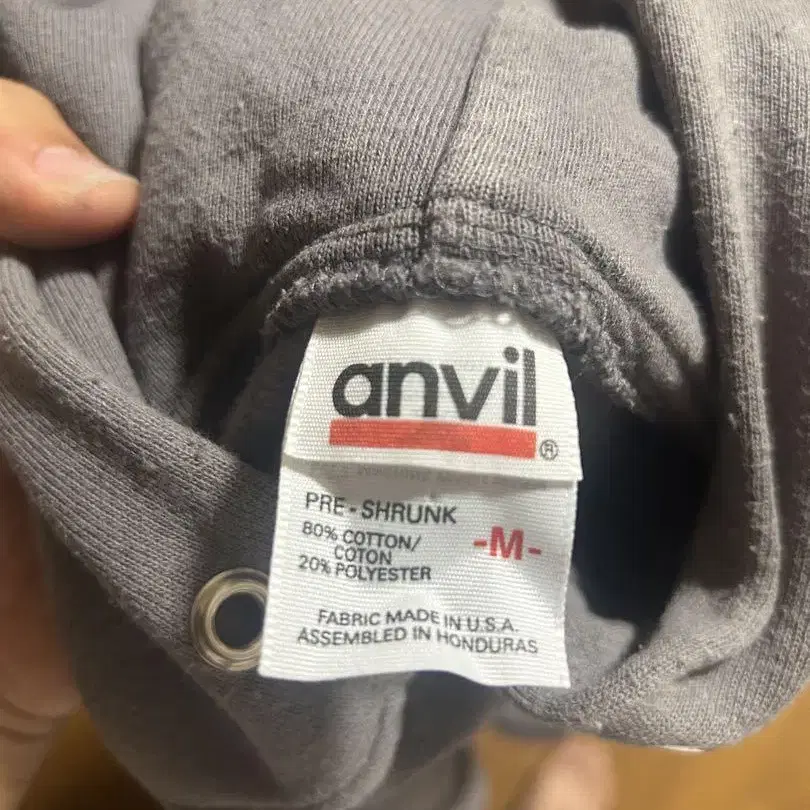 anvil
®
PRE-SHRUNK
80% COTTON/
COTON
20% POLYESTER
-M-
FABRIC MADE IN U.S.A.
ASSEMBLED IN HONDURAS